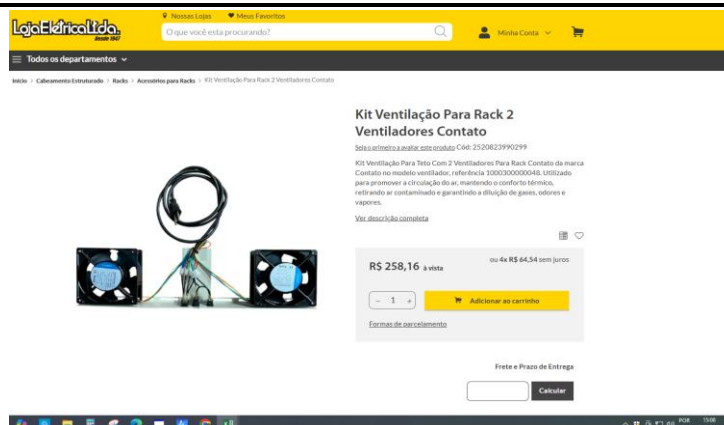 Nossas Lojas Meus Favoritos
LojaElétricaLtda.
desde 1947
O que você esta procurando?
Minha Conta
Todos os departamentos
Início > Cabeamento Estruturado > Racks > Acessórios para Racks > Kit Ventilação Para Rack 2 Ventiladores Contato
Kit Ventilação Para Rack 2
Ventiladores Contato
Seja o primeiro a avaliar este produto Cód: 2520823990299
Kit Ventilação Para Teto Com 2 Ventiladores Para Rack Contato da marca
Contato no modelo ventilador, referência 1000300000048. Utilizado
para promover a circulação do ar, mantendo o conforto térmico,
retirando ar contaminado e garantindo a diluição de gases, odores e
vapores.
Ver descrição completa
R$ 258,16 à vista
ou 4x R$ 64,54 sem juros
- 1 +
Adicionar ao carrinho
Formas de parcelamento
Frete e Prazo de Entrega
Calcular
POR 15:08